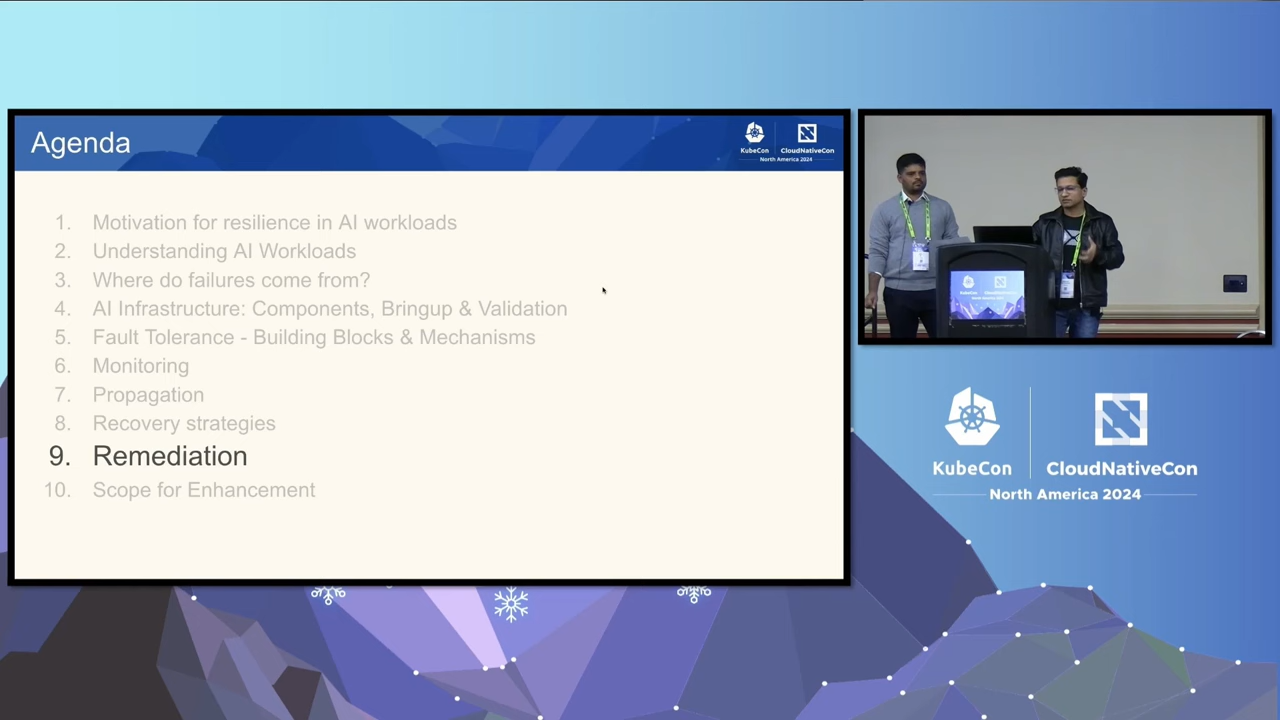 Agenda
KubeCon
CloudNativeCon
North America 2024
1. Motivation for resilience in AI workloads
2. Understanding AI Workloads
3. Where do failures come from?
4. AI Infrastructure: Components, Bringup & Validation
5. Fault Tolerance - Building Blocks & Mechanisms
6. Monitoring
7. Propagation
8. Recovery strategies
9. Remediation
10. Scope for Enhancement
KubeCon
CloudNativeCon
North America 2024